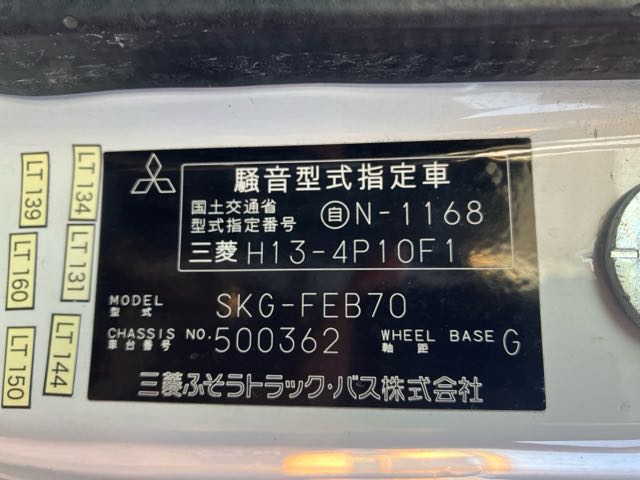 騒音型式指定車
国土交通省
型式指定番号 自N-1168
三菱 H13-4P10F1
MODEL
型式
SKG-FEB70
CHASSIS NO.
車台番号
500362
WHEEL BASE
軸距
G
三菱ふそうトラック・バス株式会社
LT 139
LT 134
LT 160
LT 131
LT 150
LT 144